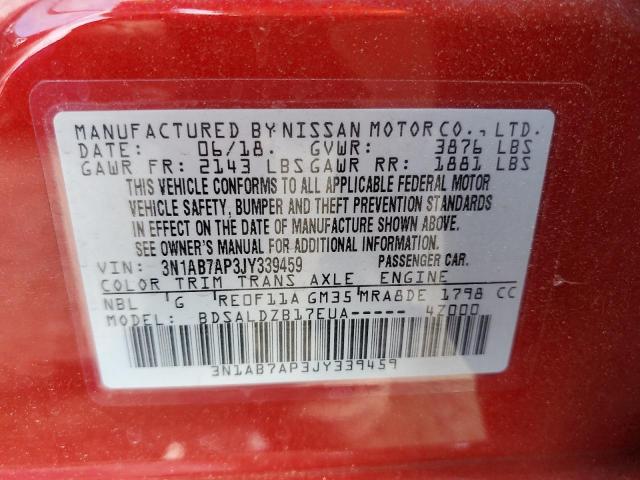 MANUFACTURED BY NISSAN MOTOR CO., LTD.
DATE: 06/18. GVWR: 3876 LBS
GAWR FR: 2143 LBS GAWR RR: 1881 LBS
THIS VEHICLE CONFORMS TO ALL APPLICABLE FEDERAL MOTOR
VEHICLE SAFETY, BUMPER AND THEFT PREVENTION STANDARDS
IN EFFECT ON THE DATE OF MANUFACTURE SHOWN ABOVE.
SEE OWNER'S MANUAL FOR ADDITIONAL INFORMATION.
VIN: 3N1AB7AP3JY339459 PASSENGER CAR.
COLOR TRIM TRANS AXLE ENGINE
NBL G RE0F11A GM35 MRA8DE 1798 CC
MODEL: BDSALDZB17EUA----- 4Z000
3N1AB7AP3JY339459